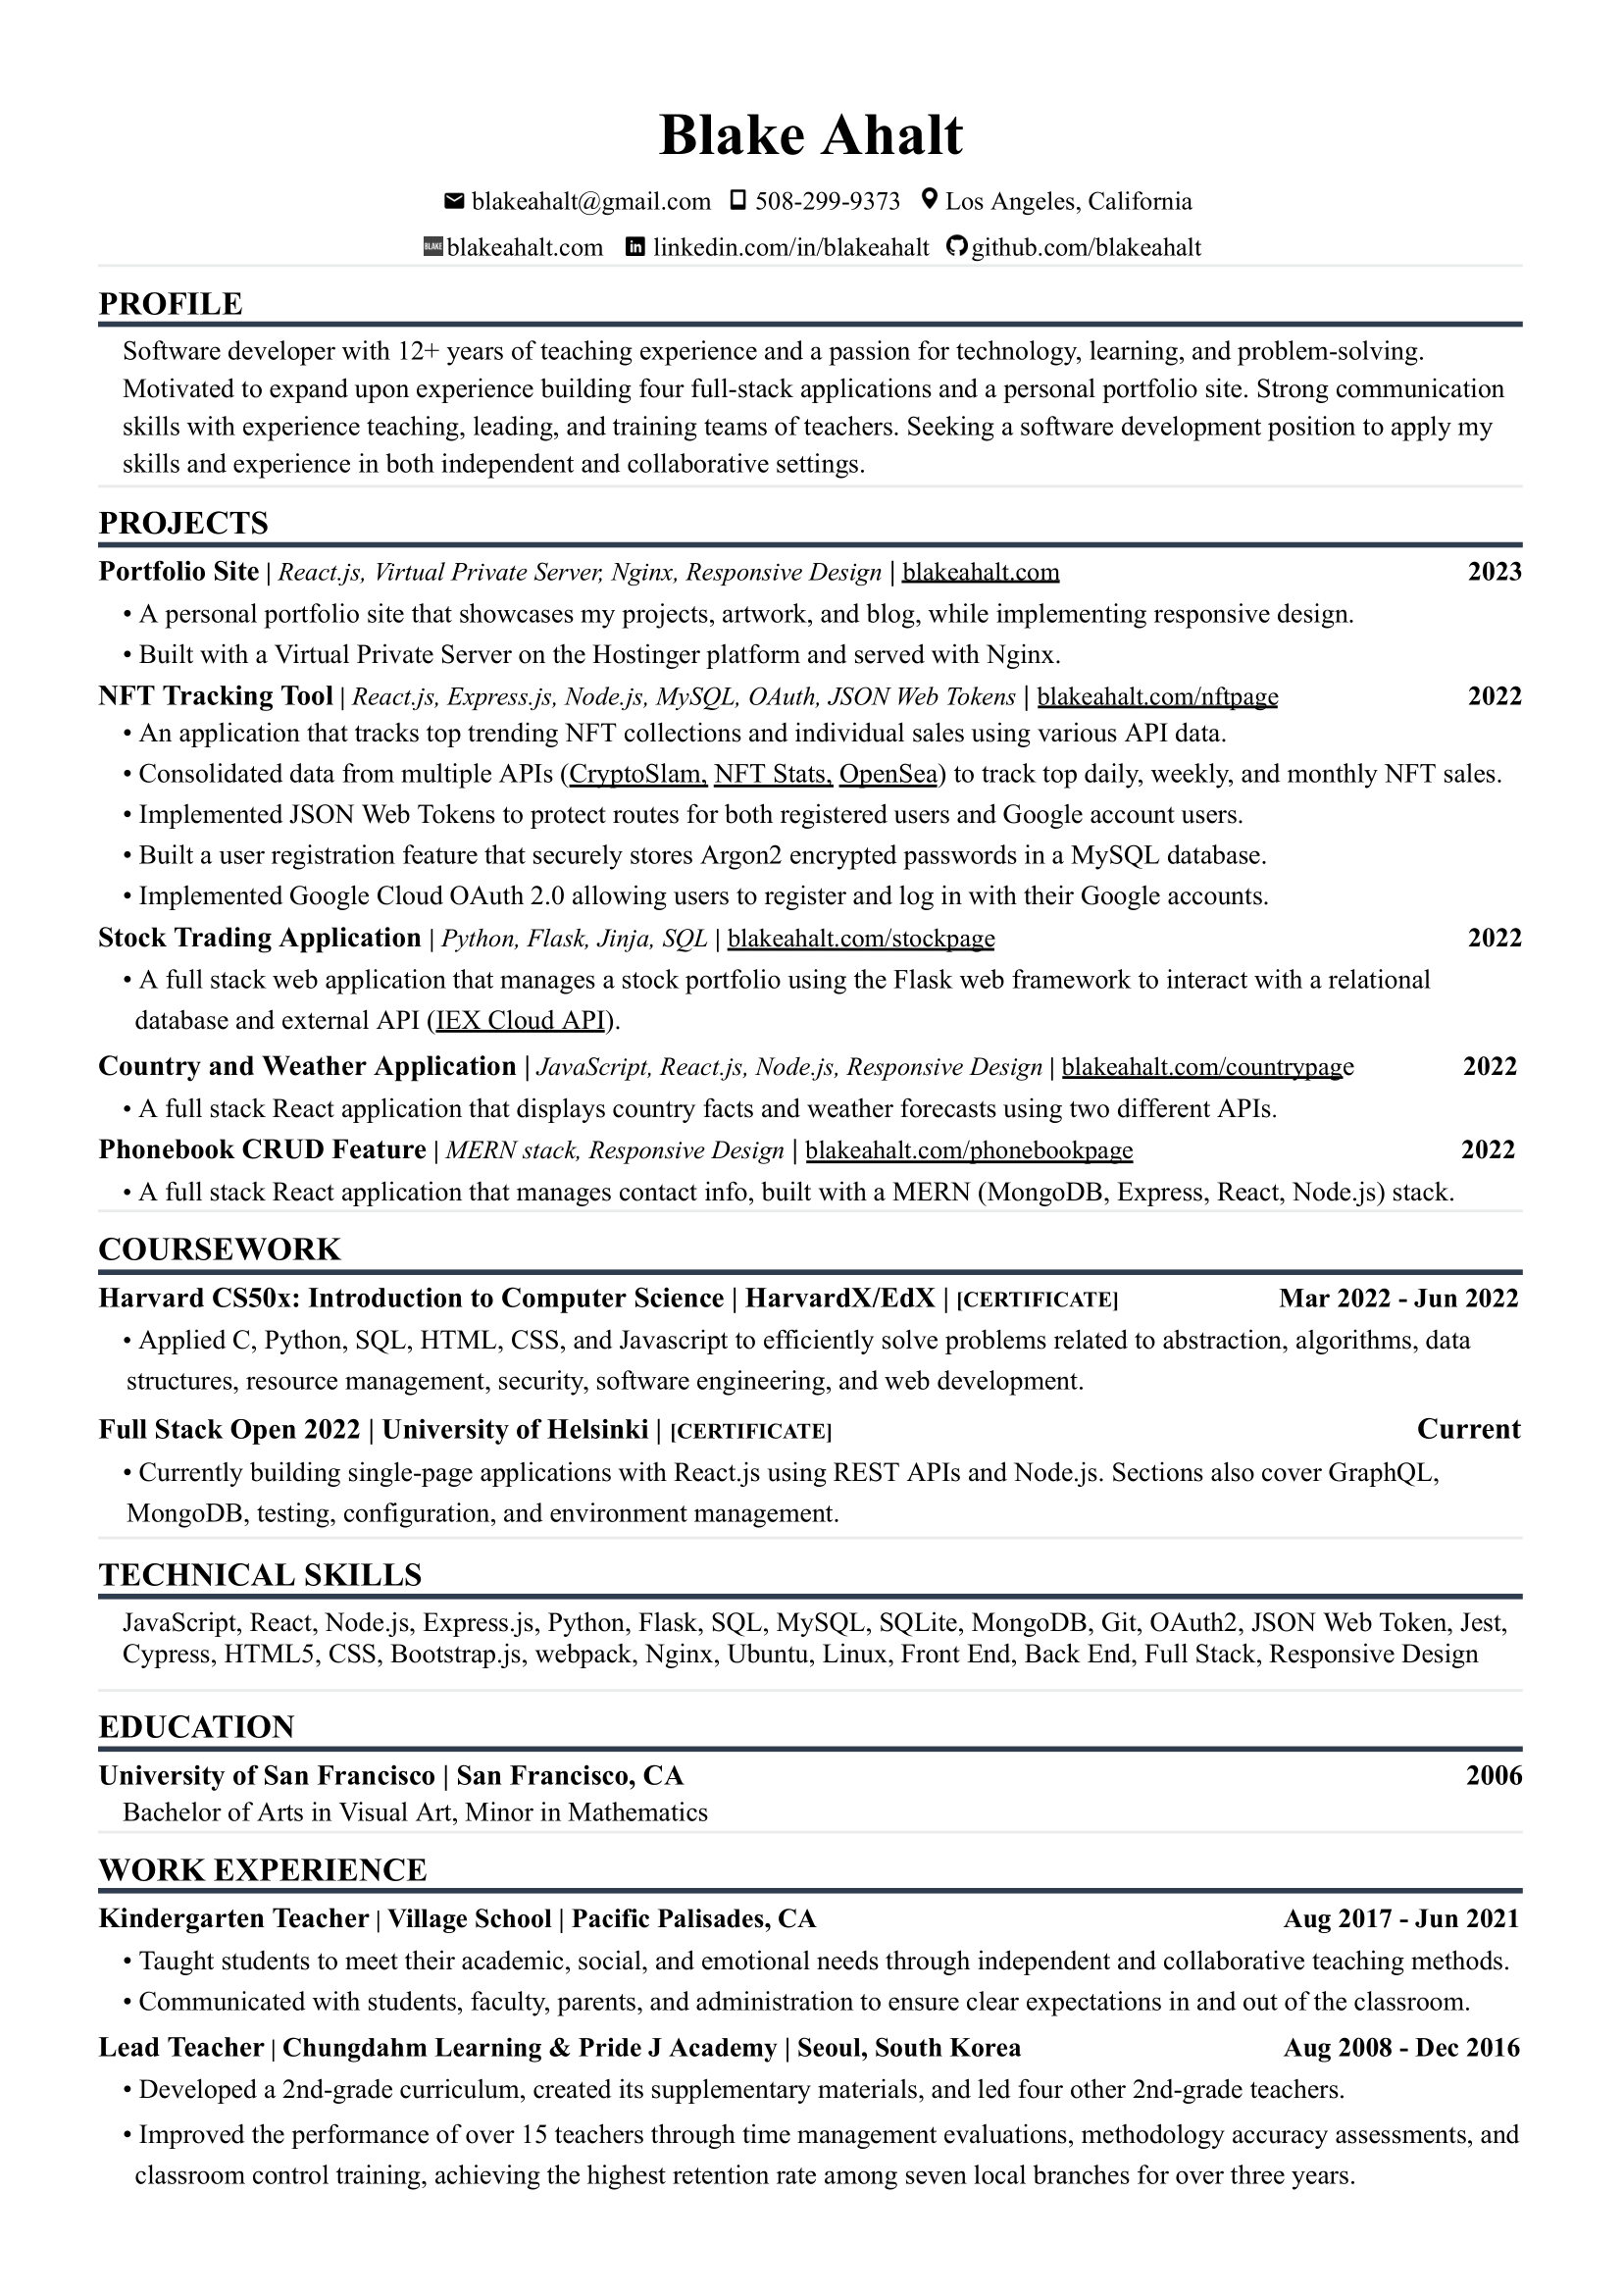 Blake Ahalt
blakeahalt@gmail.com 508-299-9373 Los Angeles, California
BLAKE blakeahalt.com linkedin.com/in/blakeahalt github.com/blakeahalt
PROFILE
Software developer with 12+ years of teaching experience and a passion for technology, learning, and problem-solving.
Motivated to expand upon experience building four full-stack applications and a personal portfolio site. Strong communication
skills with experience teaching, leading, and training teams of teachers. Seeking a software development position to apply my
skills and experience in both independent and collaborative settings.
PROJECTS
Portfolio Site | React.js, Virtual Private Server, Nginx, Responsive Design | blakeahalt.com 2023
• A personal portfolio site that showcases my projects, artwork, and blog, while implementing responsive design.
• Built with a Virtual Private Server on the Hostinger platform and served with Nginx.
NFT Tracking Tool | React.js, Express.js, Node.js, MySQL, OAuth, JSON Web Tokens | blakeahalt.com/nftpage 2022
• An application that tracks top trending NFT collections and individual sales using various API data.
• Consolidated data from multiple APIs (CryptoSlam, NFT Stats, OpenSea) to track top daily, weekly, and monthly NFT sales.
• Implemented JSON Web Tokens to protect routes for both registered users and Google account users.
• Built a user registration feature that securely stores Argon2 encrypted passwords in a MySQL database.
• Implemented Google Cloud OAuth 2.0 allowing users to register and log in with their Google accounts.
Stock Trading Application | Python, Flask, Jinja, SQL | blakeahalt.com/stockpage 2022
• A full stack web application that manages a stock portfolio using the Flask web framework to interact with a relational
database and external API (IEX Cloud API).
Country and Weather Application | JavaScript, React.js, Node.js, Responsive Design | blakeahalt.com/countrypage 2022
• A full stack React application that displays country facts and weather forecasts using two different APIs.
Phonebook CRUD Feature | MERN stack, Responsive Design | blakeahalt.com/phonebookpage 2022
• A full stack React application that manages contact info, built with a MERN (MongoDB, Express, React, Node.js) stack.
COURSEWORK
Harvard CS50x: Introduction to Computer Science | HarvardX/EdX | [CERTIFICATE] Mar 2022 - Jun 2022
• Applied C, Python, SQL, HTML, CSS, and Javascript to efficiently solve problems related to abstraction, algorithms, data
structures, resource management, security, software engineering, and web development.
Full Stack Open 2022 | University of Helsinki | [CERTIFICATE] Current
• Currently building single-page applications with React.js using REST APIs and Node.js. Sections also cover GraphQL,
MongoDB, testing, configuration, and environment management.
TECHNICAL SKILLS
JavaScript, React, Node.js, Express.js, Python, Flask, SQL, MySQL, SQLite, MongoDB, Git, OAuth2, JSON Web Token, Jest,
Cypress, HTML5, CSS, Bootstrap.js, webpack, Nginx, Ubuntu, Linux, Front End, Back End, Full Stack, Responsive Design
EDUCATION
University of San Francisco | San Francisco, CA 2006
Bachelor of Arts in Visual Art, Minor in Mathematics
WORK EXPERIENCE
Kindergarten Teacher | Village School | Pacific Palisades, CA Aug 2017 - Jun 2021
• Taught students to meet their academic, social, and emotional needs through independent and collaborative teaching methods.
• Communicated with students, faculty, parents, and administration to ensure clear expectations in and out of the classroom.
Lead Teacher | Chungdahm Learning & Pride J Academy | Seoul, South Korea Aug 2008 - Dec 2016
• Developed a 2nd-grade curriculum, created its supplementary materials, and led four other 2nd-grade teachers.
• Improved the performance of over 15 teachers through time management evaluations, methodology accuracy assessments, and
classroom control training, achieving the highest retention rate among seven local branches for over three years.